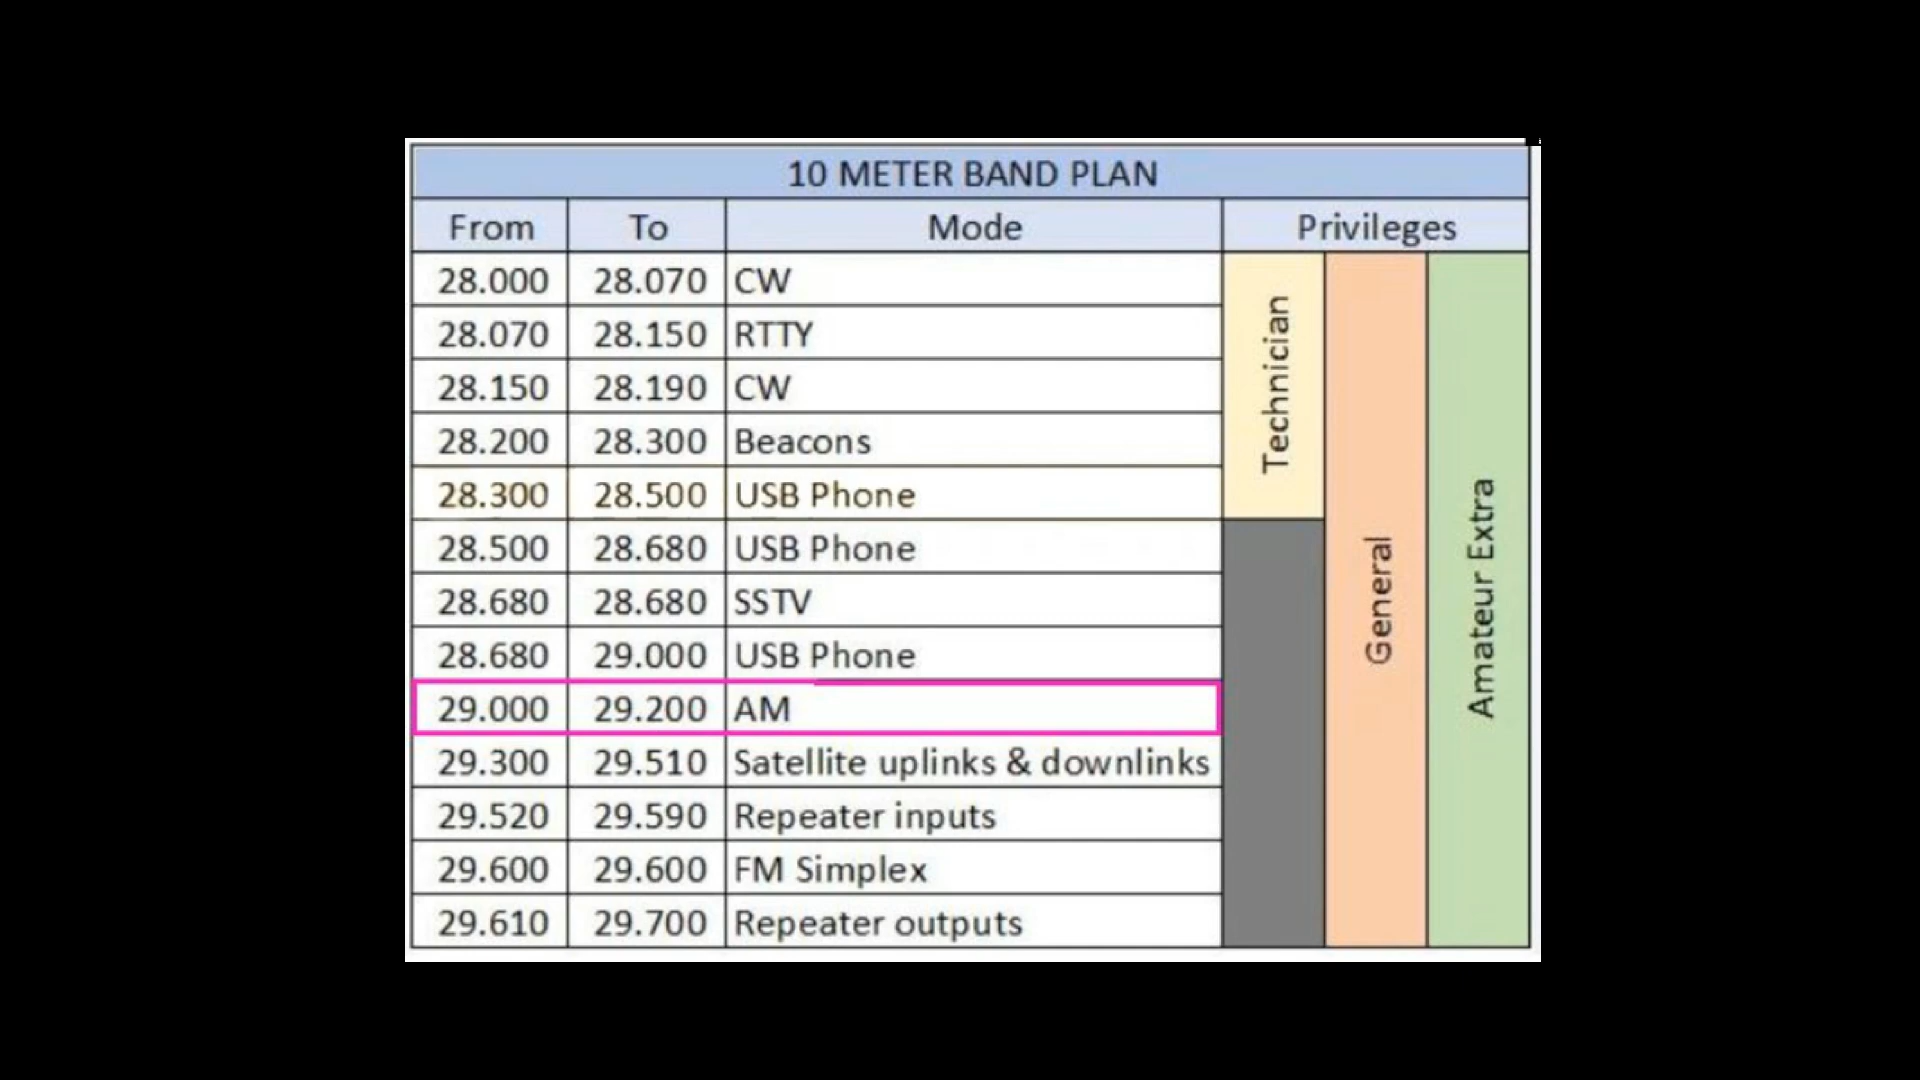 10 METER BAND PLAN
From To Mode Privileges
28.000 28.070 CW
28.070 28.150 RTTY
28.150 28.190 CW
28.200 28.300 Beacons
28.300 28.500 USB Phone
28.500 28.680 USB Phone
28.680 28.680 SSTV
28.680 29.000 USB Phone
29.000 29.200 AM
29.300 29.510 Satellite uplinks & downlinks
29.520 29.590 Repeater inputs
29.600 29.600 FM Simplex
29.610 29.700 Repeater outputs
Technician
General
Amateur Extra